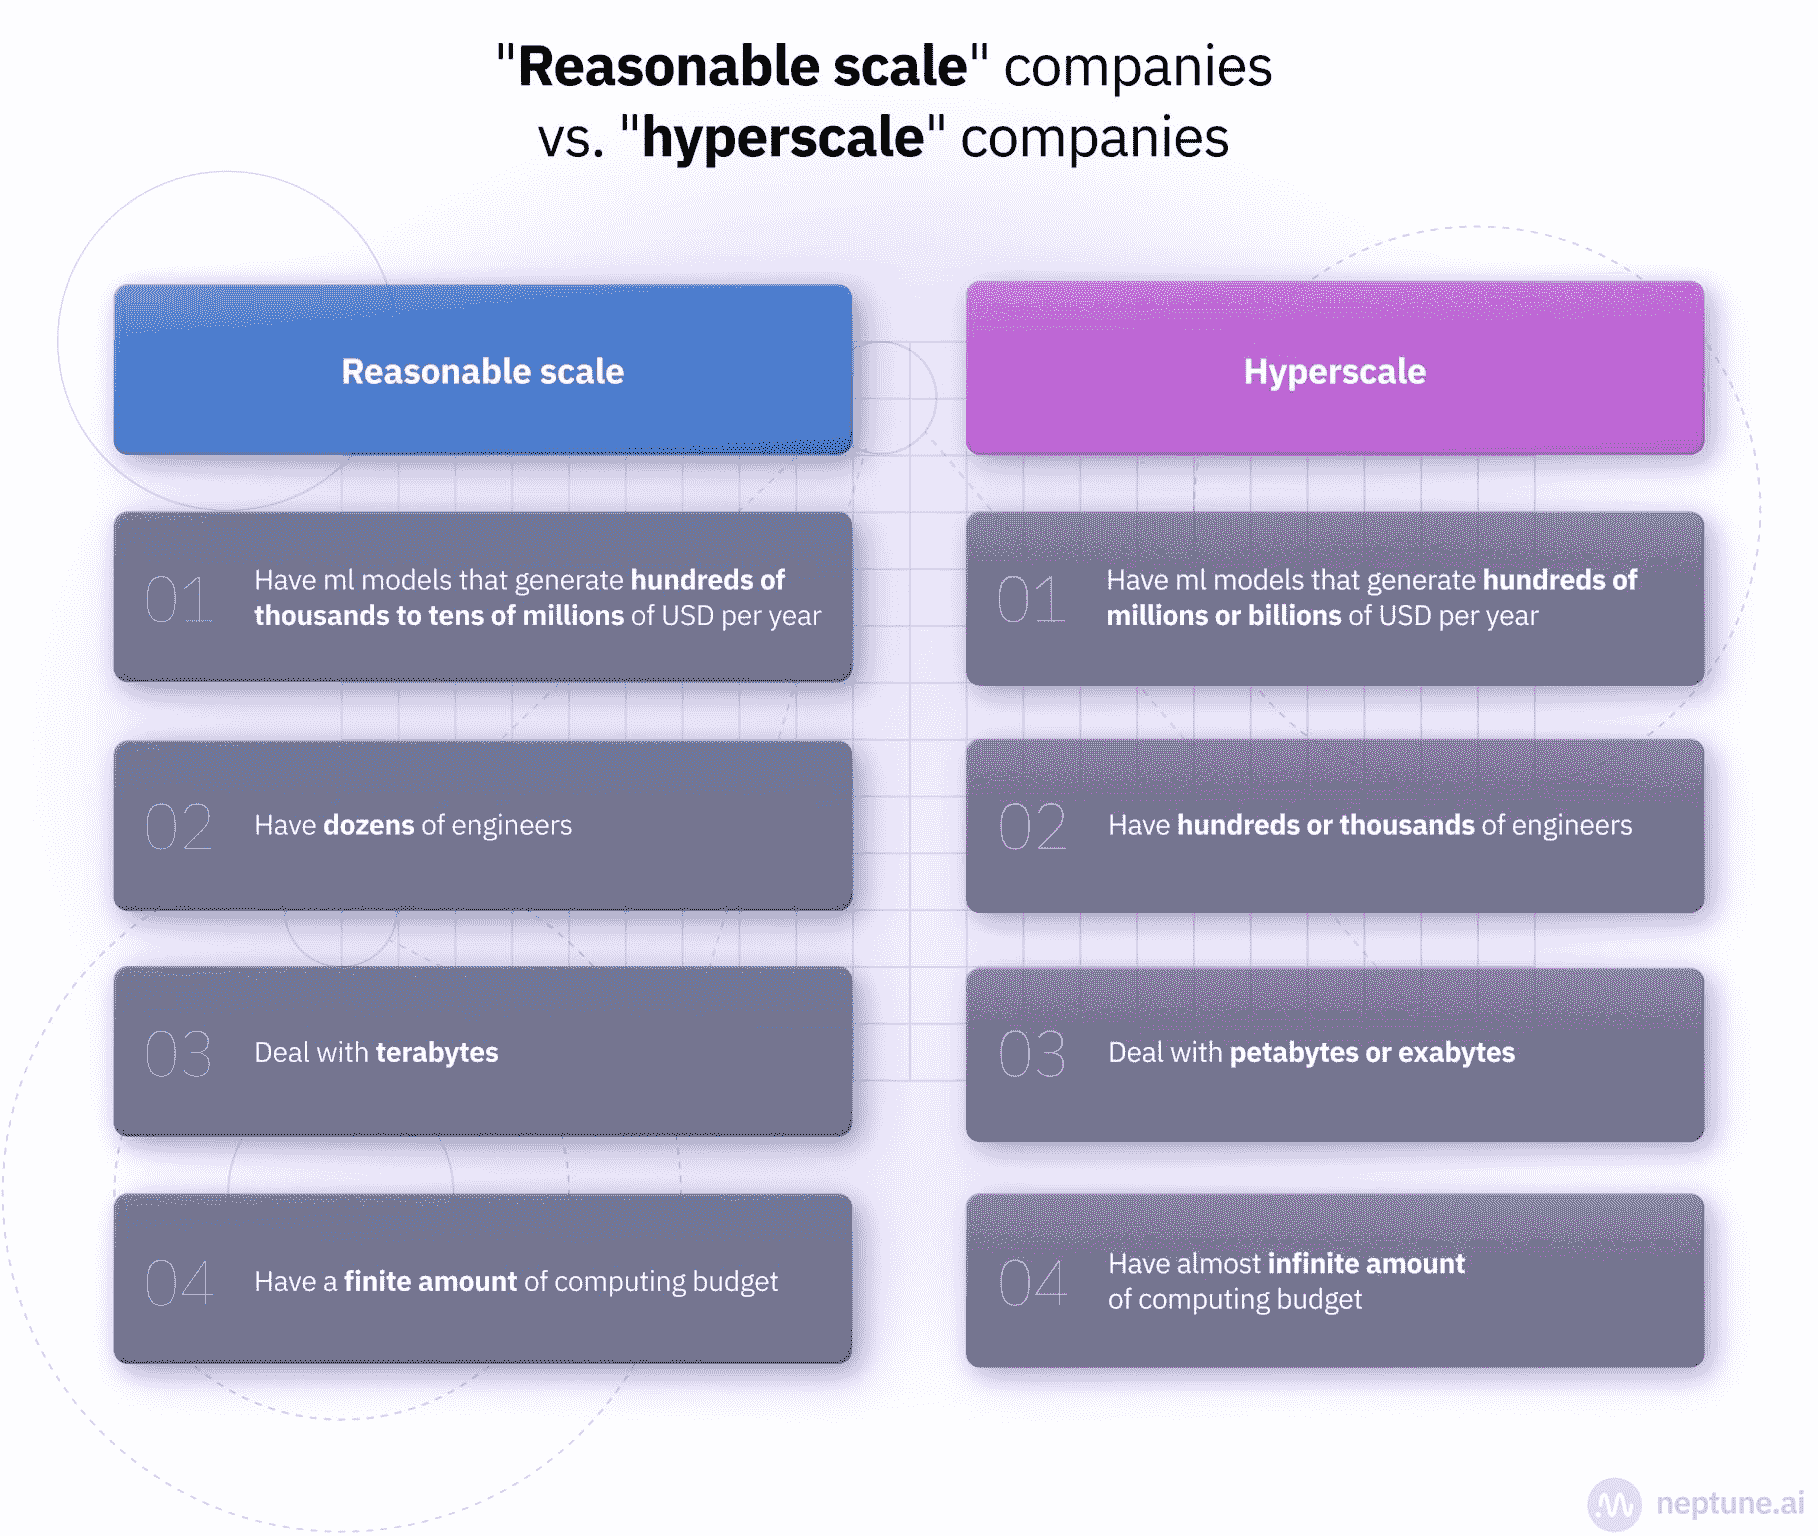 "Reasonable scale" companies
vs. "hyperscale" companies
Reasonable scale
01
Have ml models that generate hundreds of
thousands to tens of millions of USD per year
02
Have dozens of engineers
03
Deal with terabytes
04
Have a finite amount of computing budget
Hyperscale
01
Have ml models that generate hundreds of
millions or billions of USD per year
02
Have hundreds or thousands of engineers
03
Deal with petabytes or exabytes
04
Have almost infinite amount
of computing budget
neptune.ai